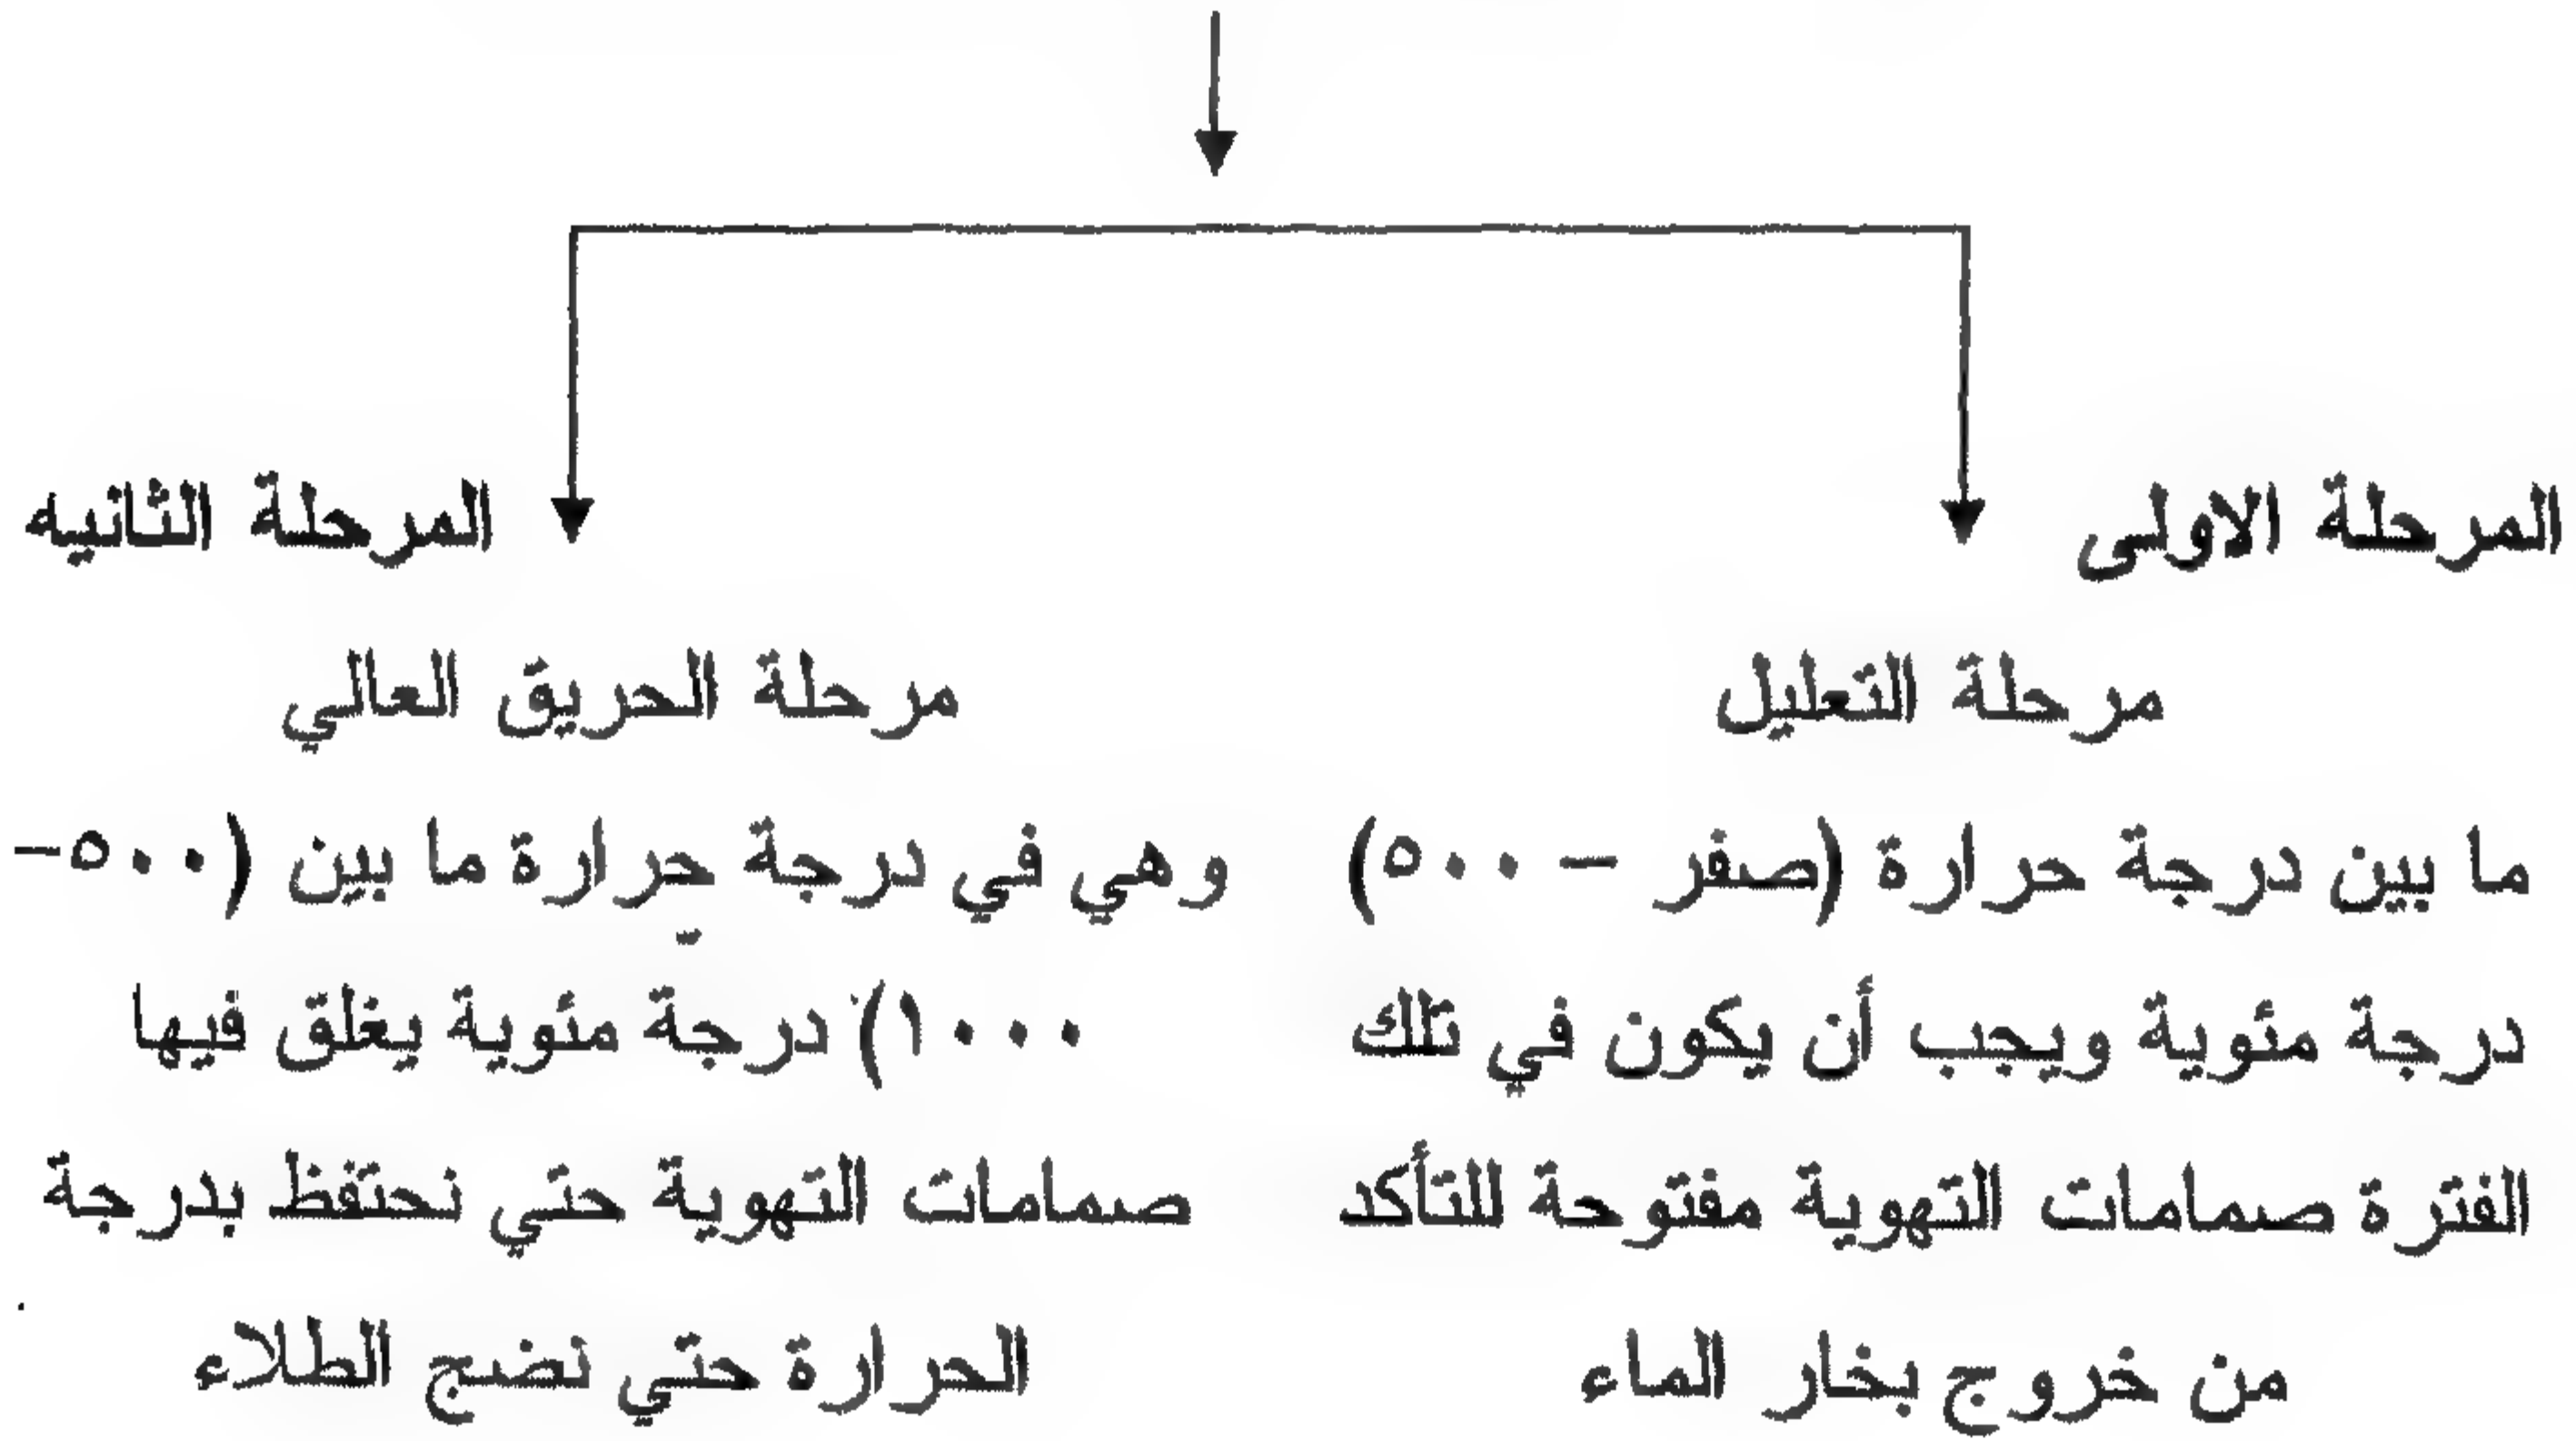 المرحلة الاولى
مرحلة التعليل
ما بين درجة حرارة (صفر – ٥٠٠)
درجة مئوية ويجب أن يكون في تلك
الفترة صمامات التهوية مفتوحة للتأكد
من خروج بخار الماء
المرحلة الثانيه
مرحلة الحريق العالي
وهي في درجة حرارة ما بين (٥٠٠-
١٠٠٠) درجة مئوية يغلق فيها
صمامات التهوية حتي نحتفظ بدرجة
الحرارة حتي نضج الطلاء